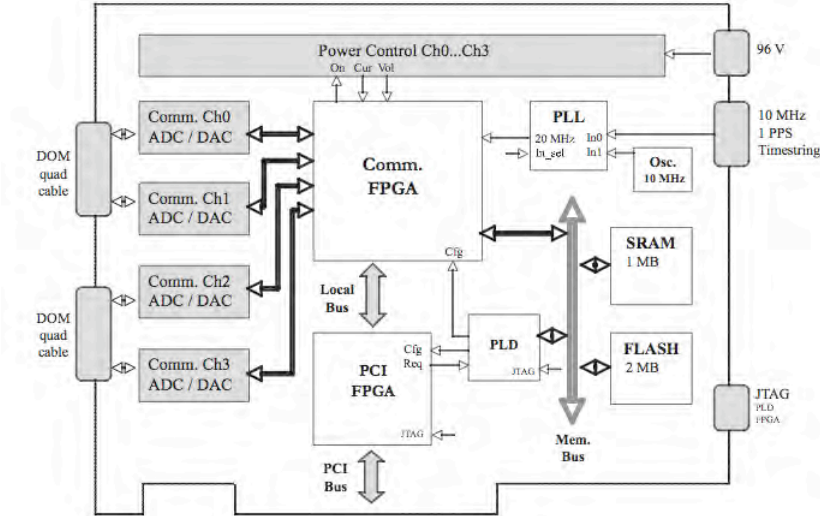 Power Control Ch0...Ch3
On Cur Vol
96 V
Comm. Ch0
ADC / DAC
DOM
quad
cable
Comm. Ch1
ADC / DAC
Comm.
FPGA
Cfg
PLL
20 MHz In0
In_sel In1
10 MHz
1 PPS
Timestring
Osc.
10 MHz
SRAM
1 MB
Comm. Ch2
ADC / DAC
DOM
quad
cable
Comm. Ch3
ADC / DAC
Local
Bus
PCI
FPGA
Cfg
Req
JTAG
PLD
JTAG
FLASH
2 MB
JTAG
PLD
FPGA
Mem.
Bus
PCI
Bus